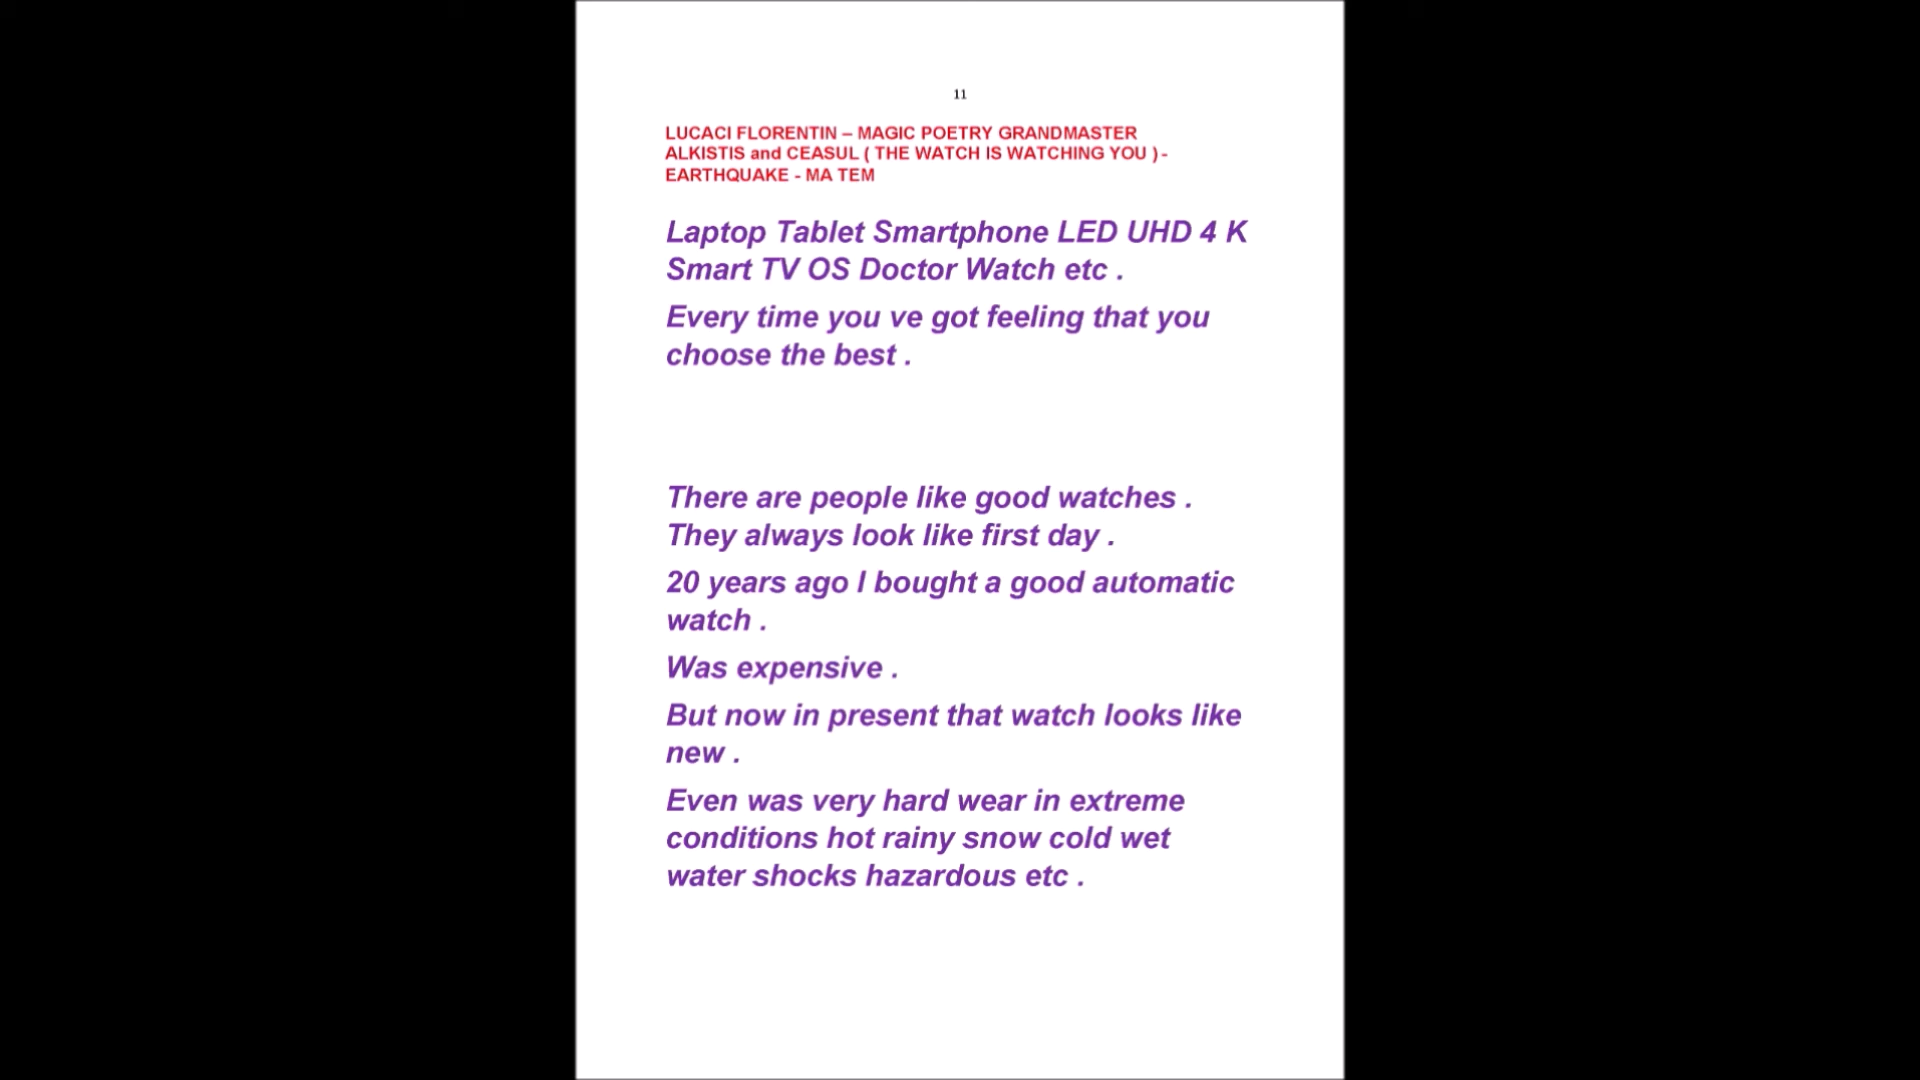 11
LUCACI FLORENTIN – MAGIC POETRY GRANDMASTER
ALKISTIS and CEASUL ( THE WATCH IS WATCHING YOU ) -
EARTHQUAKE - MA TEM
Laptop Tablet Smartphone LED UHD 4 K
Smart TV OS Doctor Watch etc .
Every time you ve got feeling that you
choose the best .
There are people like good watches .
They always look like first day .
20 years ago I bought a good automatic
watch .
Was expensive .
But now in present that watch looks like
new .
Even was very hard wear in extreme
conditions hot rainy snow cold wet
water shocks hazardous etc .